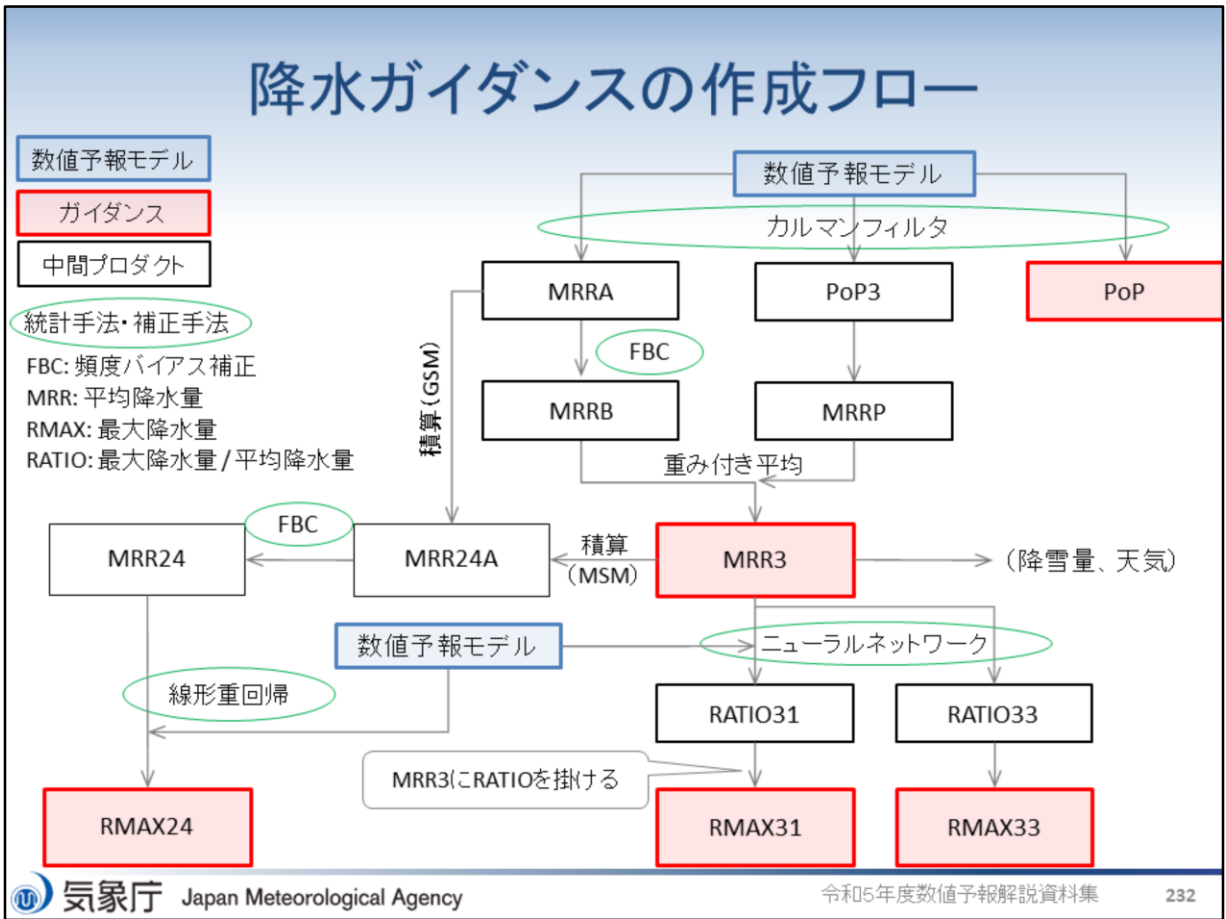 降水ガイダンスの作成フロー
数値予報モデル
ガイダンス
中間プロダクト
統計手法・補正手法
FBC: 頻度バイアス補正
MRR: 平均降水量
RMAX: 最大降水量
RATIO: 最大降水量 / 平均降水量
数値予報モデル
カルマンフィルタ
MRRA
PoP3
PoP
FBC
積算(GSM)
MRRB
MRRP
重み付き平均
MRR24
FBC
MRR24A
積算
(MSM)
MRR3
(降雪量、天気)
数値予報モデル
ニューラルネットワーク
線形重回帰
RATIO31
RATIO33
MRR3にRATIOを掛ける
RMAX24
RMAX31
RMAX33
気象庁 Japan Meteorological Agency
令和5年度数値予報解説資料集
232